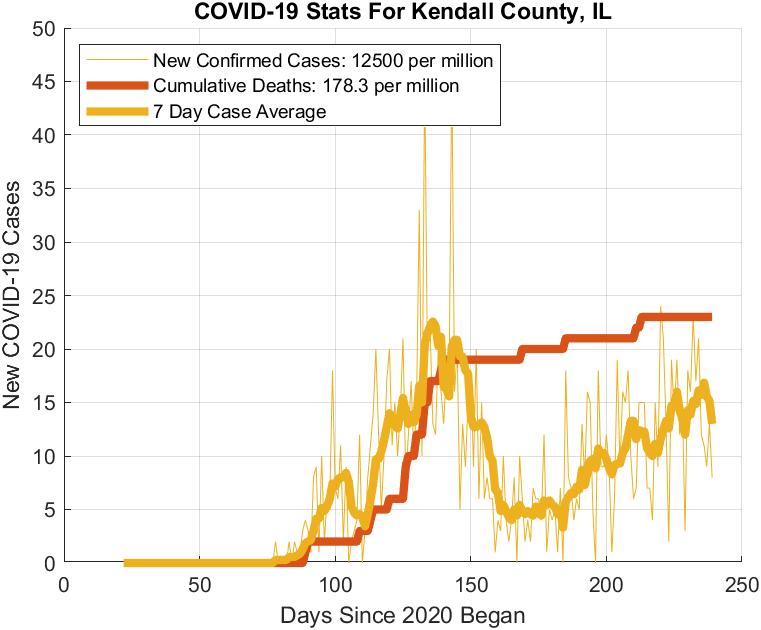 COVID-19 Stats For Kendall County, IL
50
45
40
35
30
25
20
15
10
5
0
New COVID-19 Cases
New Confirmed Cases: 12500 per million
Cumulative Deaths: 178.3 per million
7 Day Case Average
0 50 100 150 200 250
Days Since 2020 Began